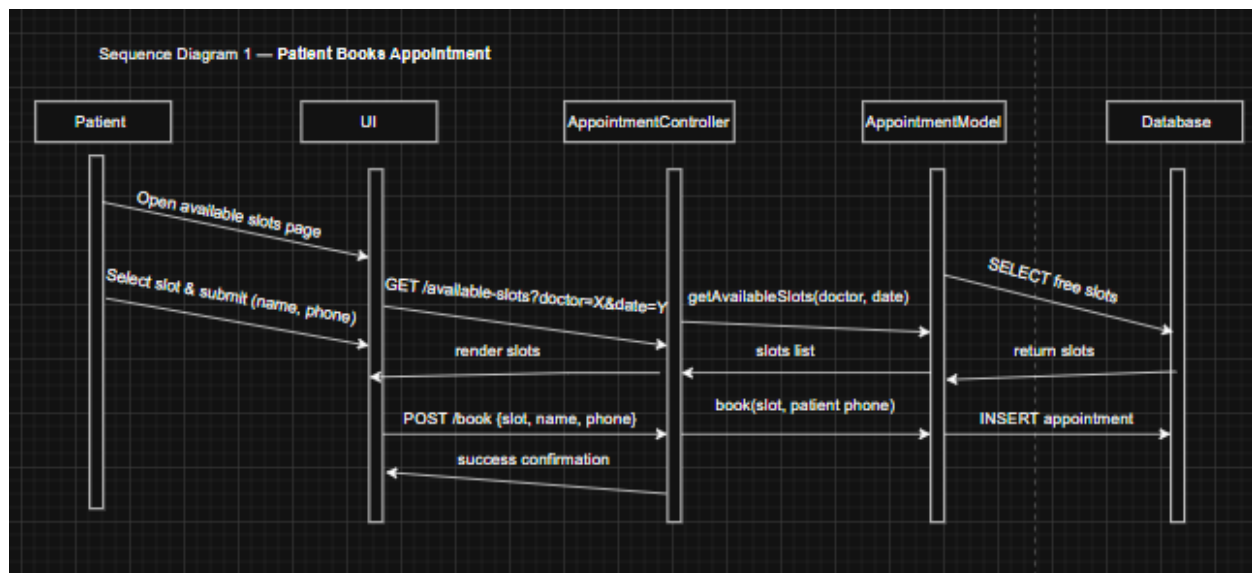 Sequence Diagram 1 — Patient Books Appointment
Patient
UI
AppointmentController
AppointmentModel
Database
Open available slots page
Select slot & submit (name, phone)
GET /available-slots?doctor=X&date=Y
getAvailableSlots(doctor, date)
SELECT free slots
render slots
slots list
return slots
POST /book {slot, name, phone}
book(slot, patient phone)
INSERT appointment
success confirmation